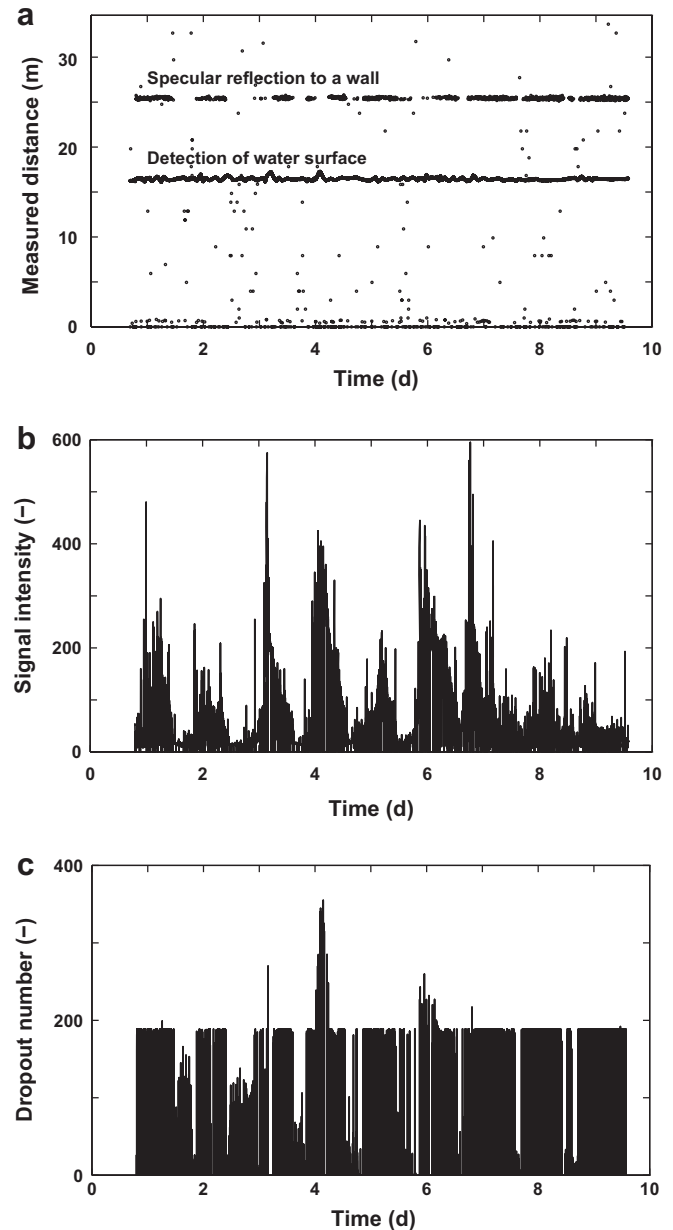 a
30
20
10
0
Measured distance (m)
Specular reflection to a wall
Detection of water surface
0 2 4 6 8 10
Time (d)
b
600
400
200
0
Signal intensity (–)
0 2 4 6 8 10
Time (d)
c
400
200
0
Dropout number (–)
0 2 4 6 8 10
Time (d)